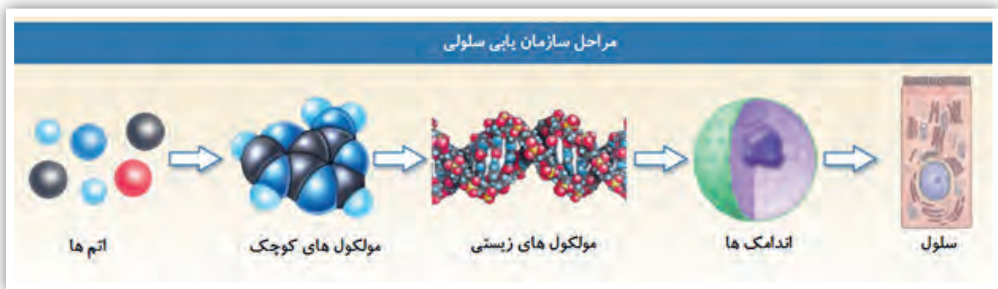 مراحل سازمان یابی سلولی
اتم ها
مولکول های کوچک
مولکول های زیستی
اندامک ها
سلول